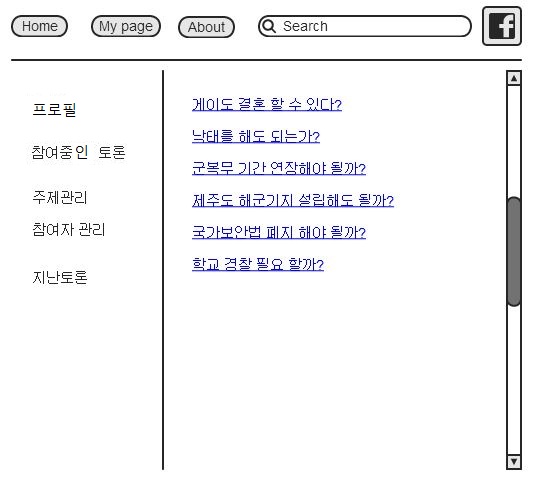 Home
My page
About
Search
프로필
참여중인 토론
주제관리
참여자 관리
지난토론
게이도 결혼 할 수 있다?
낙태를 해도 되는가?
군복무 기간 연장해야 될까?
제주도 해군기지 설립해도 될까?
국가보안법 폐지 해야 될까?
학교 경찰 필요 할까?